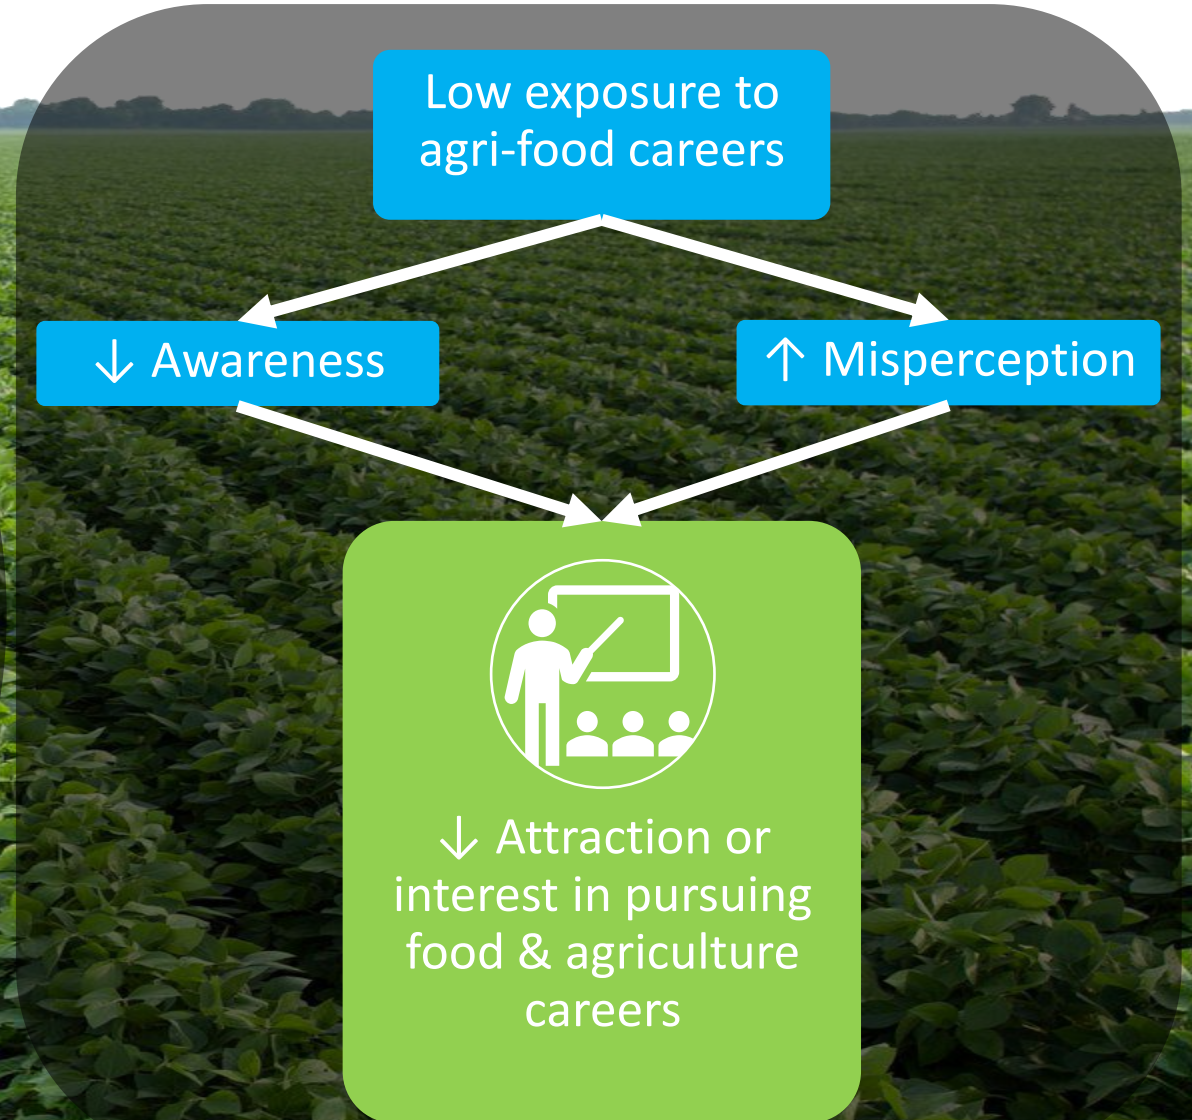 Low exposure to
agri-food careers
↓ Awareness
↑ Misperception
↓ Attraction or
interest in pursuing
food & agriculture
careers